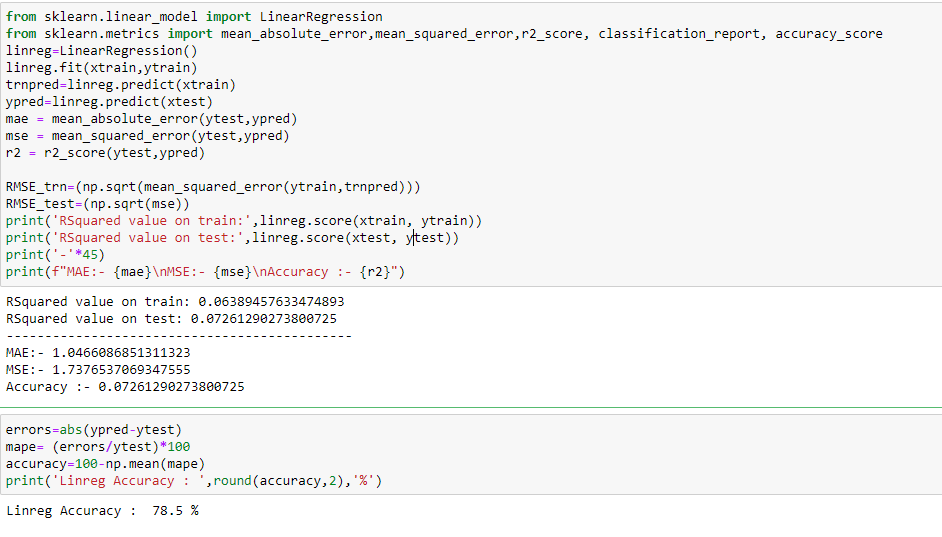 from sklearn.linear_model import LinearRegression
from sklearn.metrics import mean_absolute_error,mean_squared_error,r2_score, classification_report, accuracy_score
linreg=LinearRegression()
linreg.fit(xtrain,ytrain)
trnpred=linreg.predict(xtrain)
ypred=linreg.predict(xtest)
mae = mean_absolute_error(ytest,ypred)
mse = mean_squared_error(ytest,ypred)
r2 = r2_score(ytest,ypred)

RMSE_trn=(np.sqrt(mean_squared_error(ytrain,trnpred)))
RMSE_test=(np.sqrt(mse))
print('RSquared value on train:',linreg.score(xtrain, ytrain))
print('RSquared value on test:',linreg.score(xtest, ytest))
print('-'*45)
print(f"MAE:- {mae}\nMSE:- {mse}\nAccuracy :- {r2}")
RSquared value on train: 0.06389457633474893
RSquared value on test: 0.07261290273800725
---------------------------------------------
MAE:- 1.0466086851311323
MSE:- 1.7376537069347555
Accuracy :- 0.07261290273800725
errors=abs(ypred-ytest)
mape= (errors/ytest)*100
accuracy=100-np.mean(mape)
print('Linreg Accuracy : ',round(accuracy,2),'%')
Linreg Accuracy :  78.5 %